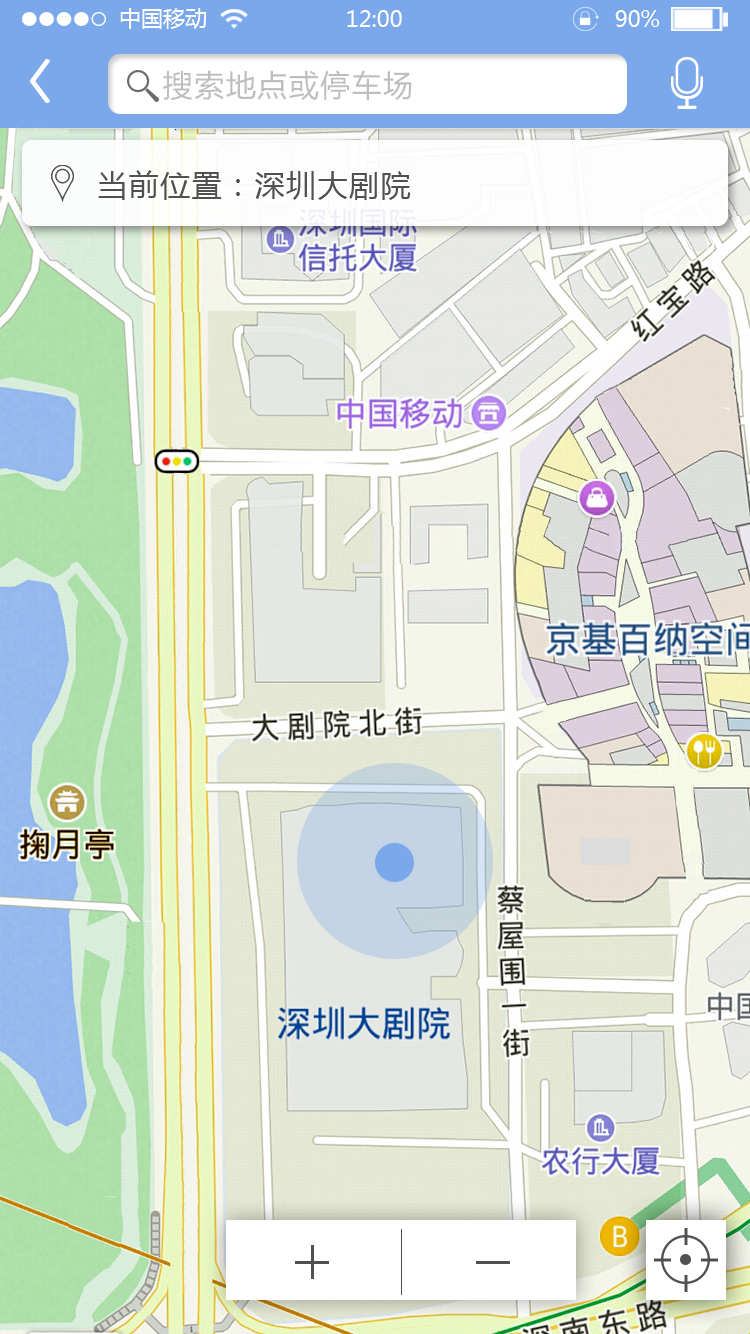 中国移动 12:00 90%
搜索地点或停车场
当前位置：深圳大剧院
深圳国际
信托大厦
红宝路
中国移动
京基百纳空间
大剧院北街
掬月亭
蔡屋围一街
深圳大剧院
中国
农行大厦
B
深南东路